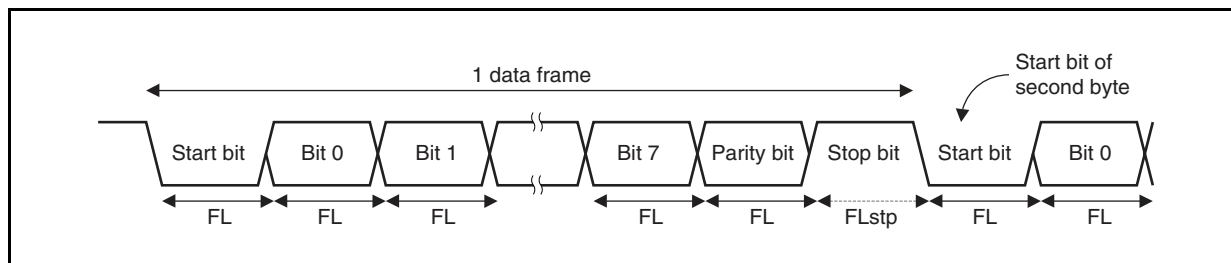 1 data frame
Start bit of
second byte
Start bit
Bit 0
Bit 1
Bit 7
Parity bit
Stop bit
Start bit
Bit 0
FL
FL
FL
FL
FL
FLstp
FL
FL